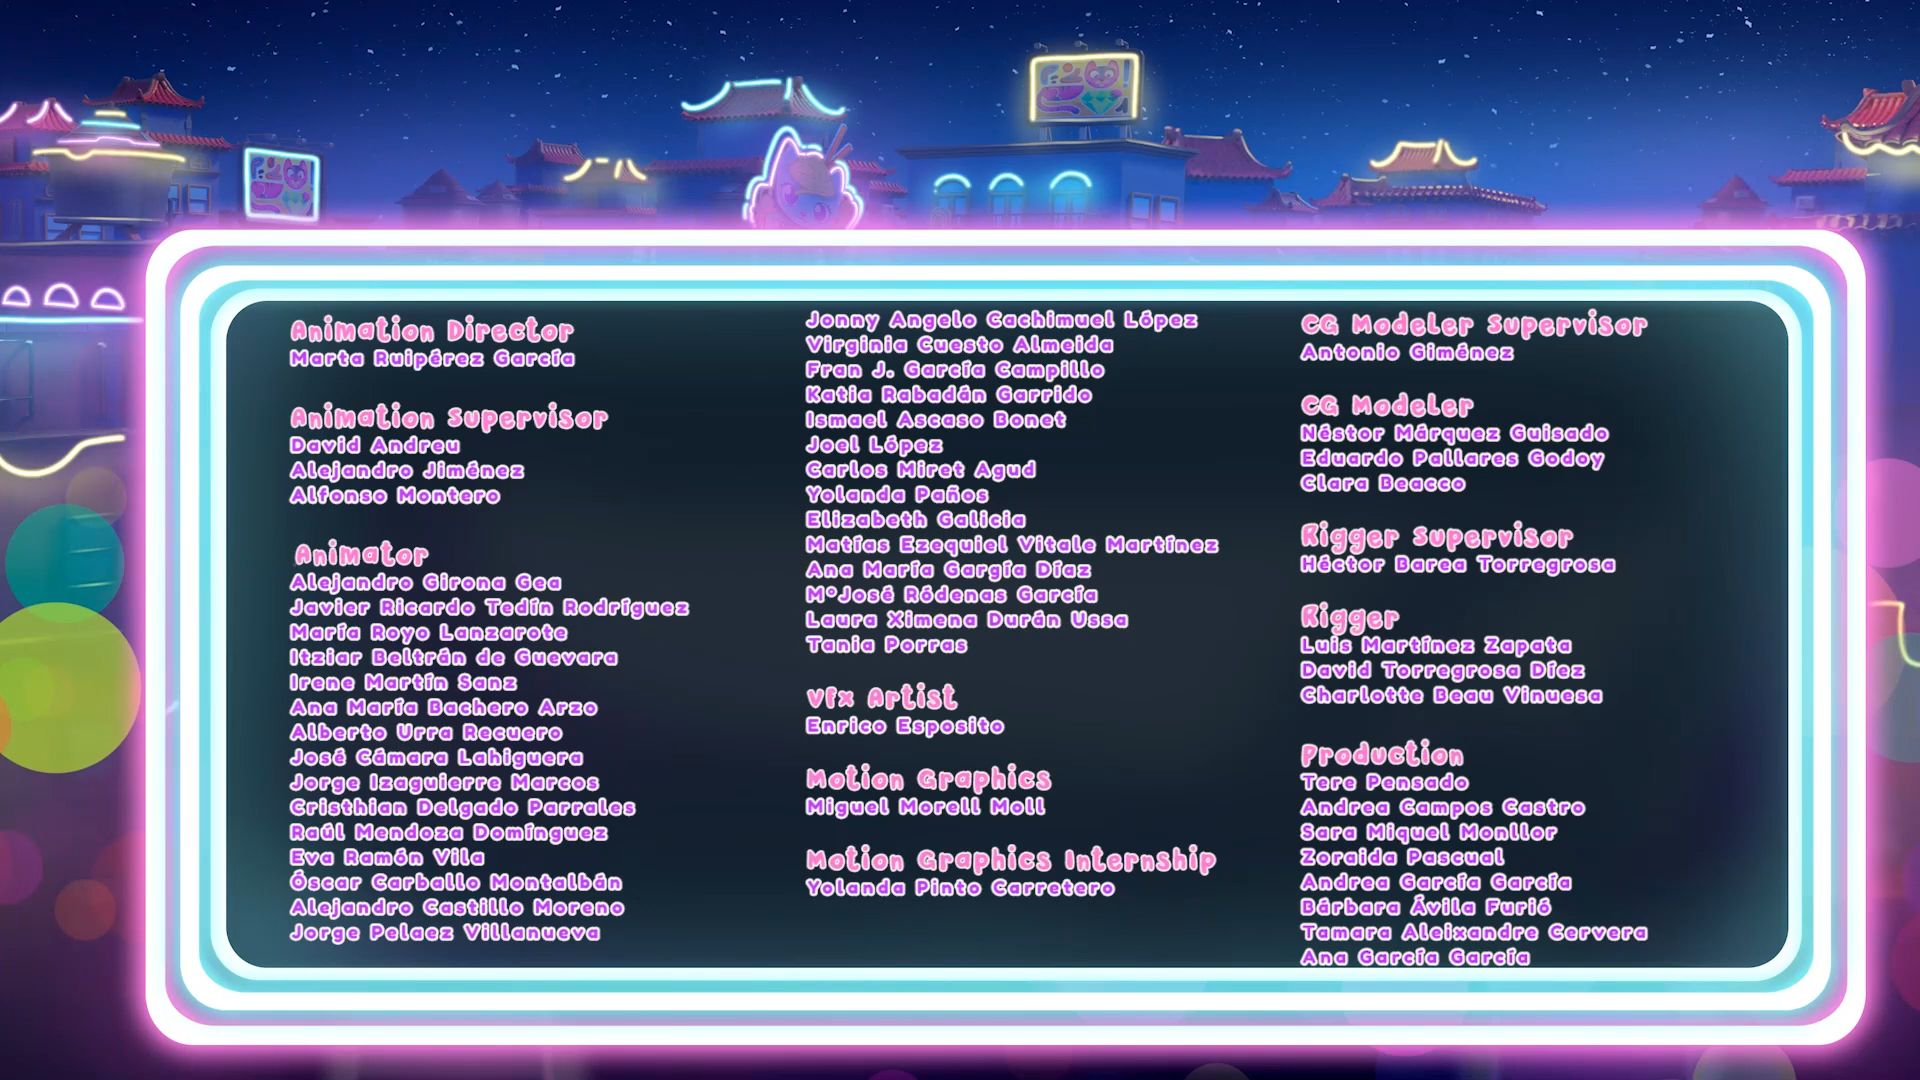 Animation Director
Marta Ruipérez García
Animation Supervisor
David Andreu
Alejandro Jiménez
Alfonso Montero
Animator
Alejandro Girona Gea
Javier Ricardo Tedín Rodríguez
María Royo Lanzarote
Itziar Beltrán de Guevara
Irene Martín Sanz
Ana María Bachero Arzo
Alberto Urra Recuero
José Cámara Lahiguera
Jorge Izaguierre Marcos
Cristhian Delgado Parrales
Raúl Mendoza Domínguez
Eva Ramón Vila
Óscar Carballo Montalbán
Alejandro Castillo Moreno
Jorge Pelaez Villanueva
Jonny Angelo Cachimuel López
Virginia Cuesto Almeida
Fran J. García Campillo
Katia Rabadán Garrido
Ismael Ascaso Bonet
Joel López
Carlos Miret Agud
Yolanda Paños
Elizabeth Galicia
Matías Ezequiel Vitale Martínez
Ana María Gargía Díaz
MºJosé Ródenas García
Laura Ximena Durán Ussa
Tania Porras
Vfx Artist
Enrico Esposito
Motion Graphics
Miguel Morell Moll
Motion Graphics Internship
Yolanda Pinto Carretero
CG Modeler Supervisor
Antonio Giménez
CG Modeler
Néstor Márquez Guisado
Eduardo Pallares Godoy
Clara Beacco
Rigger Supervisor
Héctor Barea Torregrosa
Rigger
Luis Martínez Zapata
David Torregrosa Díez
Charlotte Beau Vinuesa
Production
Tere Pensado
Andrea Campos Castro
Sara Miquel Monllor
Zoraida Pascual
Andrea García García
Bárbara Ávila Furió
Tamara Aleixandre Cervera
Ana García García